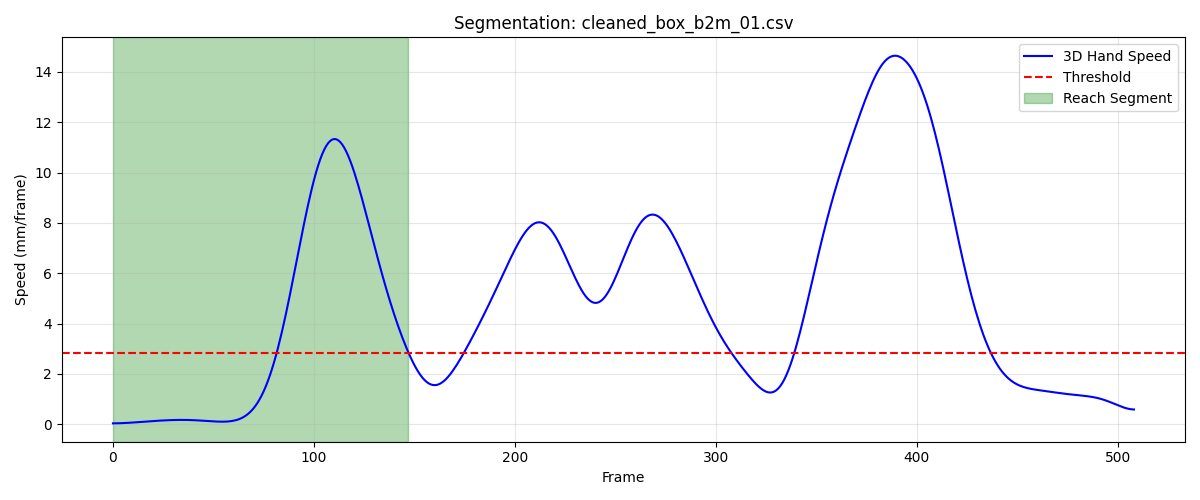 Segmentation: cleaned_box_b2m_01.csv
3D Hand Speed
Threshold
Reach Segment
Speed (mm/frame)
14
12
10
8
6
4
2
0
0 100 200 300 400 500
Frame